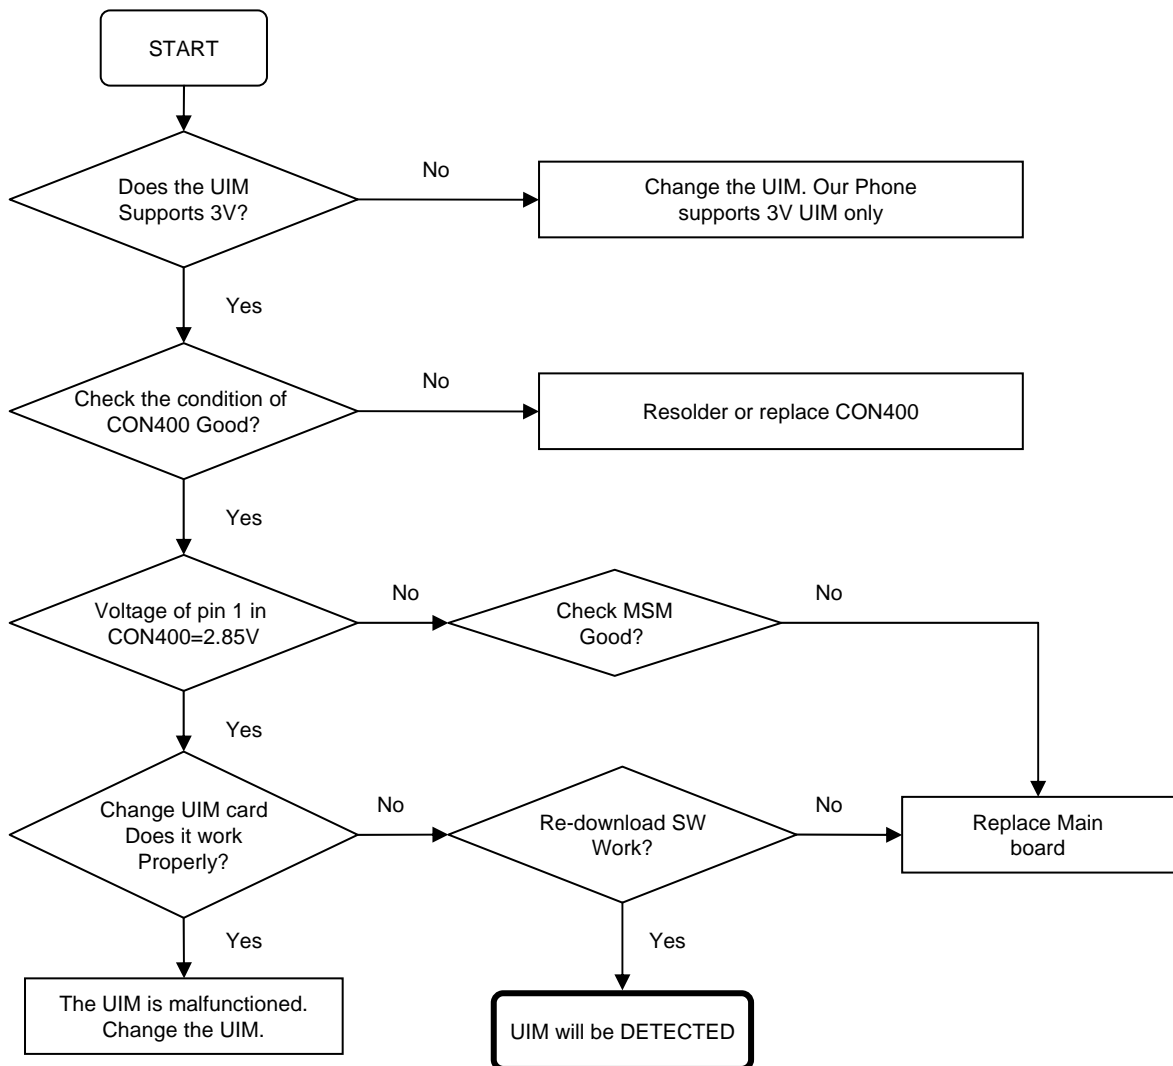 START
Does the UIM
Supports 3V?
No
Change the UIM. Our Phone
supports 3V UIM only
Yes
Check the condition of
CON400 Good?
No
Resolder or replace CON400
Yes
Voltage of pin 1 in
CON400=2.85V
No
Check MSM
Good?
No
Yes
Change UIM card
Does it work
Properly?
No
Re-download SW
Work?
No
Replace Main
board
Yes
The UIM is malfunctioned.
Change the UIM.
Yes
UIM will be DETECTED